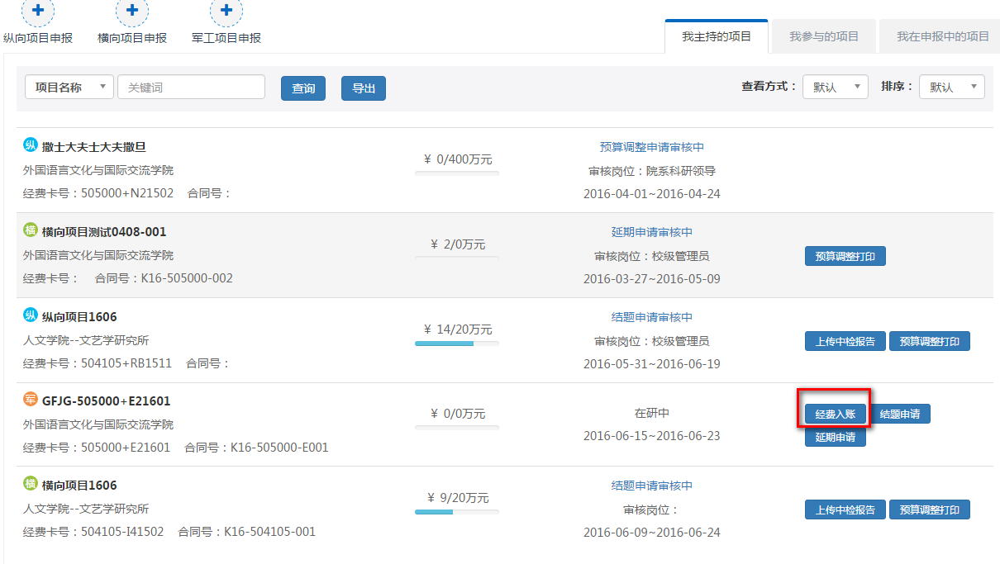 纵向项目申报 横向项目申报 军工项目申报
我主持的项目 我参与的项目 我在申报中的项目
项目名称 关键词 查询 导出 查看方式： 默认 排序： 默认
纵 撒士大夫士大夫撒旦
外国语言文化与国际交流学院
经费卡号：505000+N21502 合同号：
¥ 0/400万元
预算调整申请审核中
审核岗位：院系科研领导
2016-04-01~2016-04-24
横 横向项目测试0408-001
外国语言文化与国际交流学院
经费卡号： 合同号：K16-505000-002
¥ 2/0万元
延期申请审核中
审核岗位：校级管理员
2016-03-27~2016-05-09
预算调整打印
纵 纵向项目1606
人文学院--文艺学研究所
经费卡号：504105+RB1511 合同号：
¥ 14/20万元
结题申请审核中
审核岗位：校级管理员
2016-05-31~2016-06-19
上传中检报告 预算调整打印
军 GFJG-505000+E21601
外国语言文化与国际交流学院
经费卡号：505000+E21601 合同号：K16-505000-E001
¥ 0/0万元
在研中
2016-06-15~2016-06-23
经费入账 结题申请
延期申请
横 横向项目1606
人文学院--文艺学研究所
经费卡号：504105-I41502 合同号：K16-504105-001
¥ 9/20万元
结题申请审核中
审核岗位：
2016-06-09~2016-06-24
上传中检报告 预算调整打印